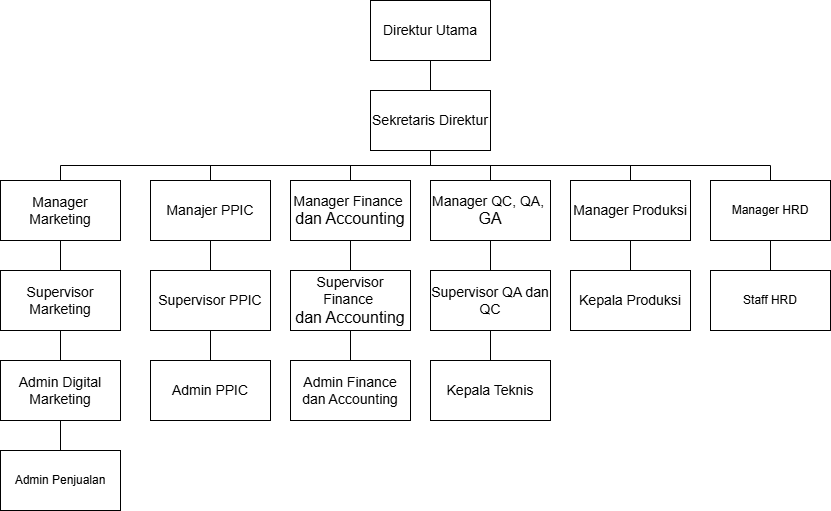 Direktur Utama
Sekretaris Direktur
Manager
Marketing
Manajer PPIC
Manager Finance
dan Accounting
Manager QC, QA,
GA
Manager Produksi
Manager HRD
Supervisor
Marketing
Supervisor PPIC
Supervisor
Finance
dan Accounting
Supervisor QA dan
QC
Kepala Produksi
Staff HRD
Admin Digital
Marketing
Admin PPIC
Admin Finance
dan Accounting
Kepala Teknis
Admin Penjualan